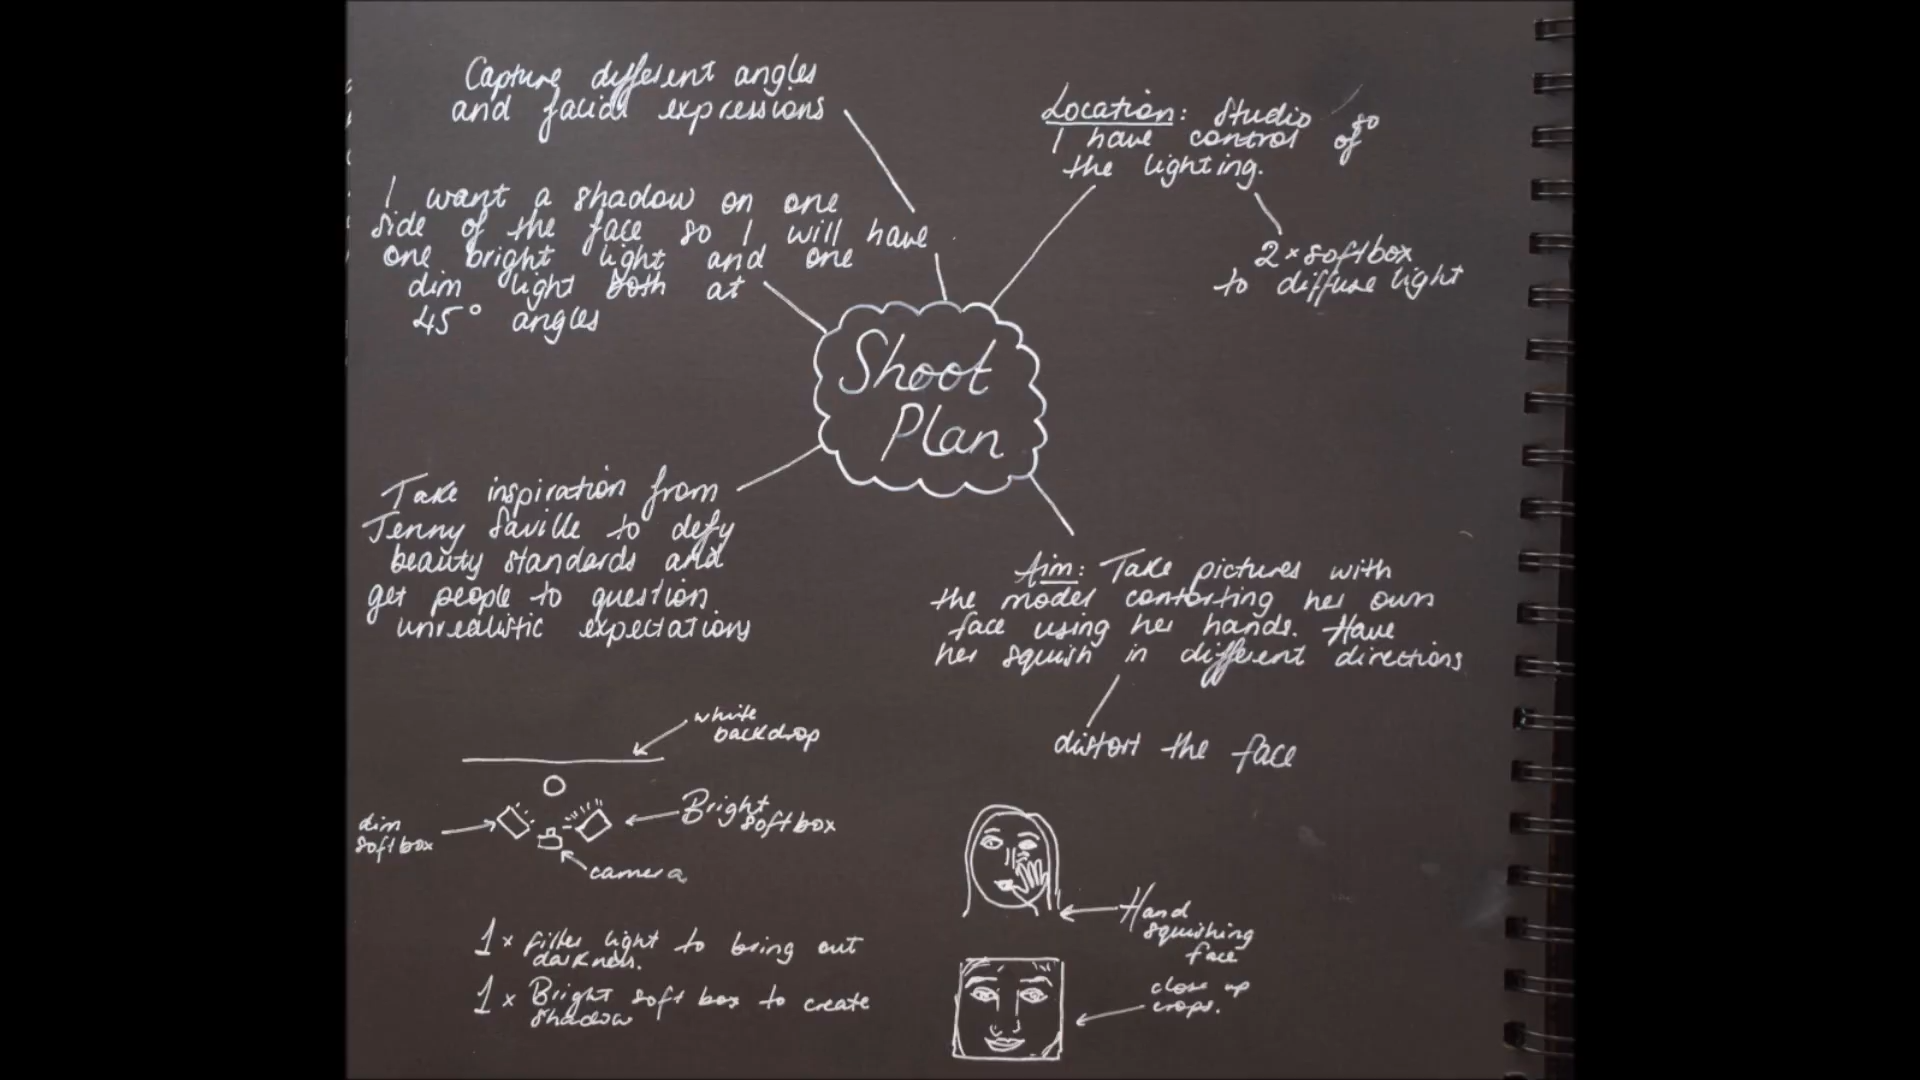 Capture different angles
and facial expressions
Location: Studio so
I have control of
the lighting.
2 x softbox
to diffuse light
I want a shadow on one
side of the face so I will have
one bright light and one
dim light both at
45° angles
Shoot
Plan
Take inspiration from
Jenny Saville to defy
beauty standards and
get people to question
unrealistic expectations
Aim: Take pictures with
the model contorting her own
face using her hands. Have
her squish in different directions
distort the face
white
backdrop
dim
softbox
Bright
softbox
camera
1 x filler light to bring out
darkness.
1 x Bright soft box to create
shadow
Hand
squishing
face
close up
crops.